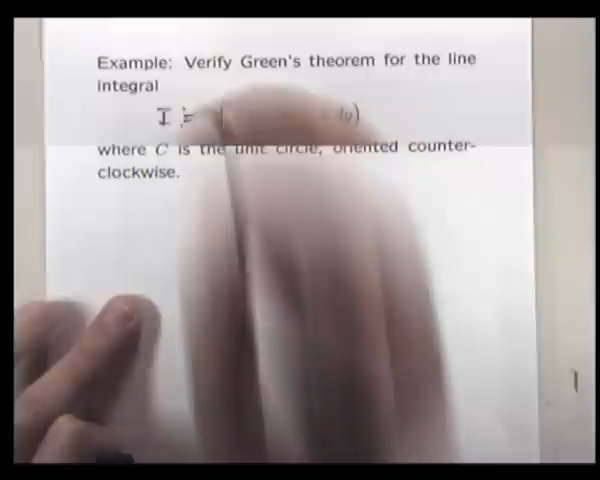 Example: Verify Green's theorem for the line
integral
I =
where C is the unit circle, oriented counter-
clockwise.